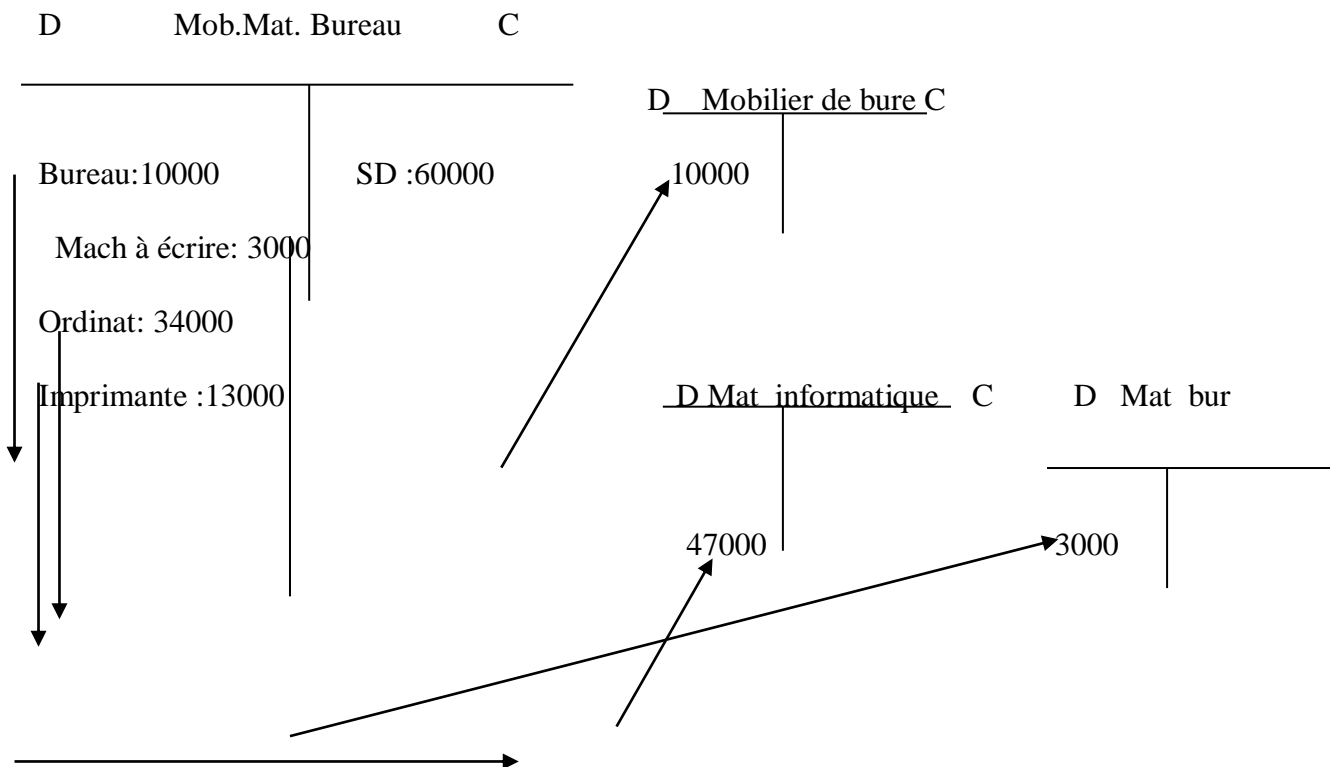 D Mob.Mat. Bureau C
D Mobilier de bure C
Bureau:10000 SD :60000 10000
Mach à écrire: 3000
Ordinat: 34000
Imprimante :13000 D Mat informatique C D Mat bur
47000 3000